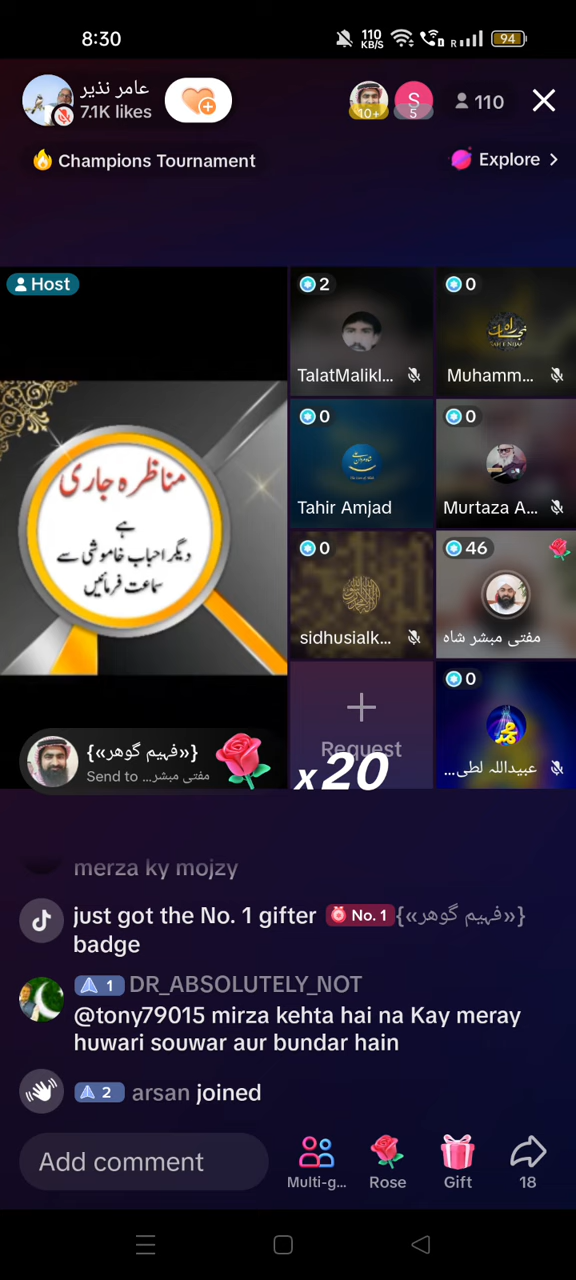 8:30
110
KB/S
R
94
عامر نذیر
7.1K likes
10+
S
5
110
Champions Tournament
Explore
Host
2
TalatMalikI...
0
Muhamm...
0
Tahir Amjad
0
Murtaza A...
0
sidhusialk...
46
مفتی مبشر شاہ
Request
0
عبیداللہ لطی...
مناظرہ جاری
ہے
دیگر احباب خاموشی سے
سماعت فرمائیں
{«فہیم گوھر»}
Send to ...مفتی مبشر
x20
merza ky mojzy
just got the No. 1 gifter No. 1 {«فہیم گوھر»}
badge
1 DR_ABSOLUTELY_NOT
@tony79015 mirza kehta hai na Kay meray
huwari souwar aur bundar hain
2 arsan joined
Add comment
Multi-g...
Rose
Gift
18